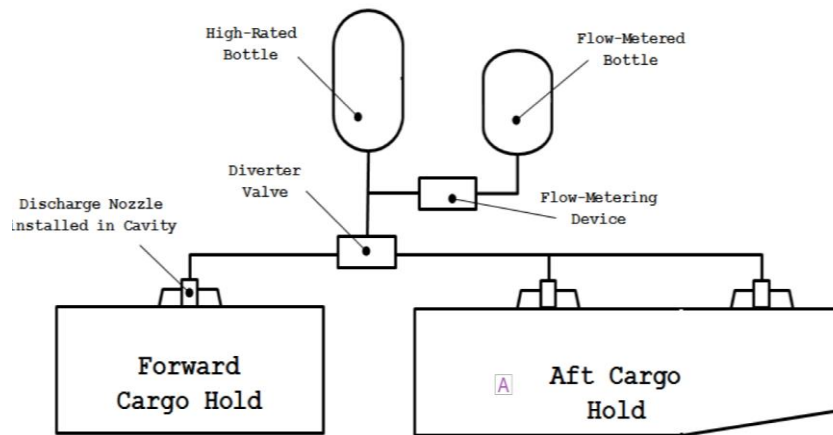 High-Rated
Bottle
Flow-Metered
Bottle
Diverter
Valve
Flow-Metering
Device
Discharge Nozzle
installed in Cavity
Forward
Cargo Hold
A
Aft Cargo
Hold